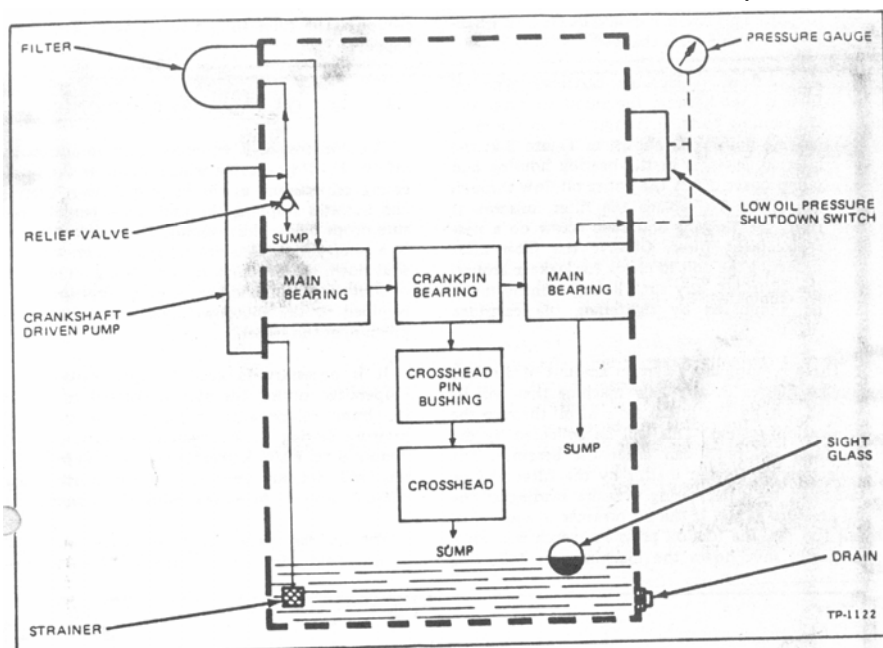 FILTER
PRESSURE GAUGE
RELIEF VALVE
SUMP
LOW OIL PRESSURE
SHUTDOWN SWITCH
MAIN
BEARING
CRANKPIN
BEARING
MAIN
BEARING
CRANKSHAFT
DRIVEN PUMP
CROSSHEAD
PIN
BUSHING
SUMP
SIGHT
GLASS
CROSSHEAD
SUMP
DRAIN
STRAINER
TP-1122